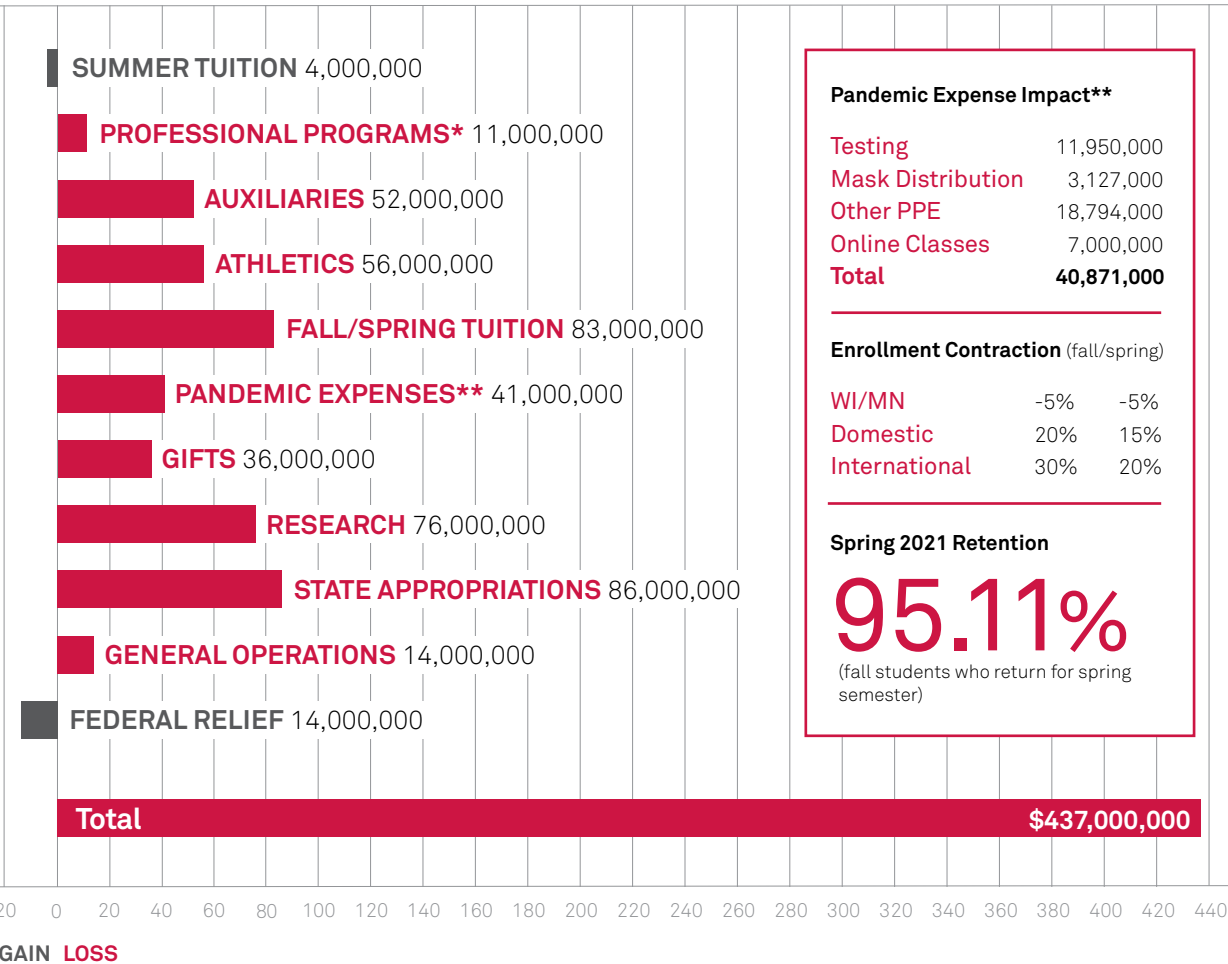 SUMMER TUITION 4,000,000
PROFESSIONAL PROGRAMS* 11,000,000
AUXILIARIES 52,000,000
ATHLETICS 56,000,000
FALL/SPRING TUITION 83,000,000
PANDEMIC EXPENSES** 41,000,000
GIFTS 36,000,000
RESEARCH 76,000,000
STATE APPROPRIATIONS 86,000,000
GENERAL OPERATIONS 14,000,000
FEDERAL RELIEF 14,000,000
Total $437,000,000
20 0 20 40 60 80 100 120 140 160 180 200 220 240 260 280 300 320 340 360 380 400 420 440
GAIN LOSS
Pandemic Expense Impact**
Testing 11,950,000
Mask Distribution 3,127,000
Other PPE 18,794,000
Online Classes 7,000,000
Total 40,871,000
Enrollment Contraction (fall/spring)
WI/MN -5% -5%
Domestic 20% 15%
International 30% 20%
Spring 2021 Retention
95.11%
(fall students who return for spring
semester)